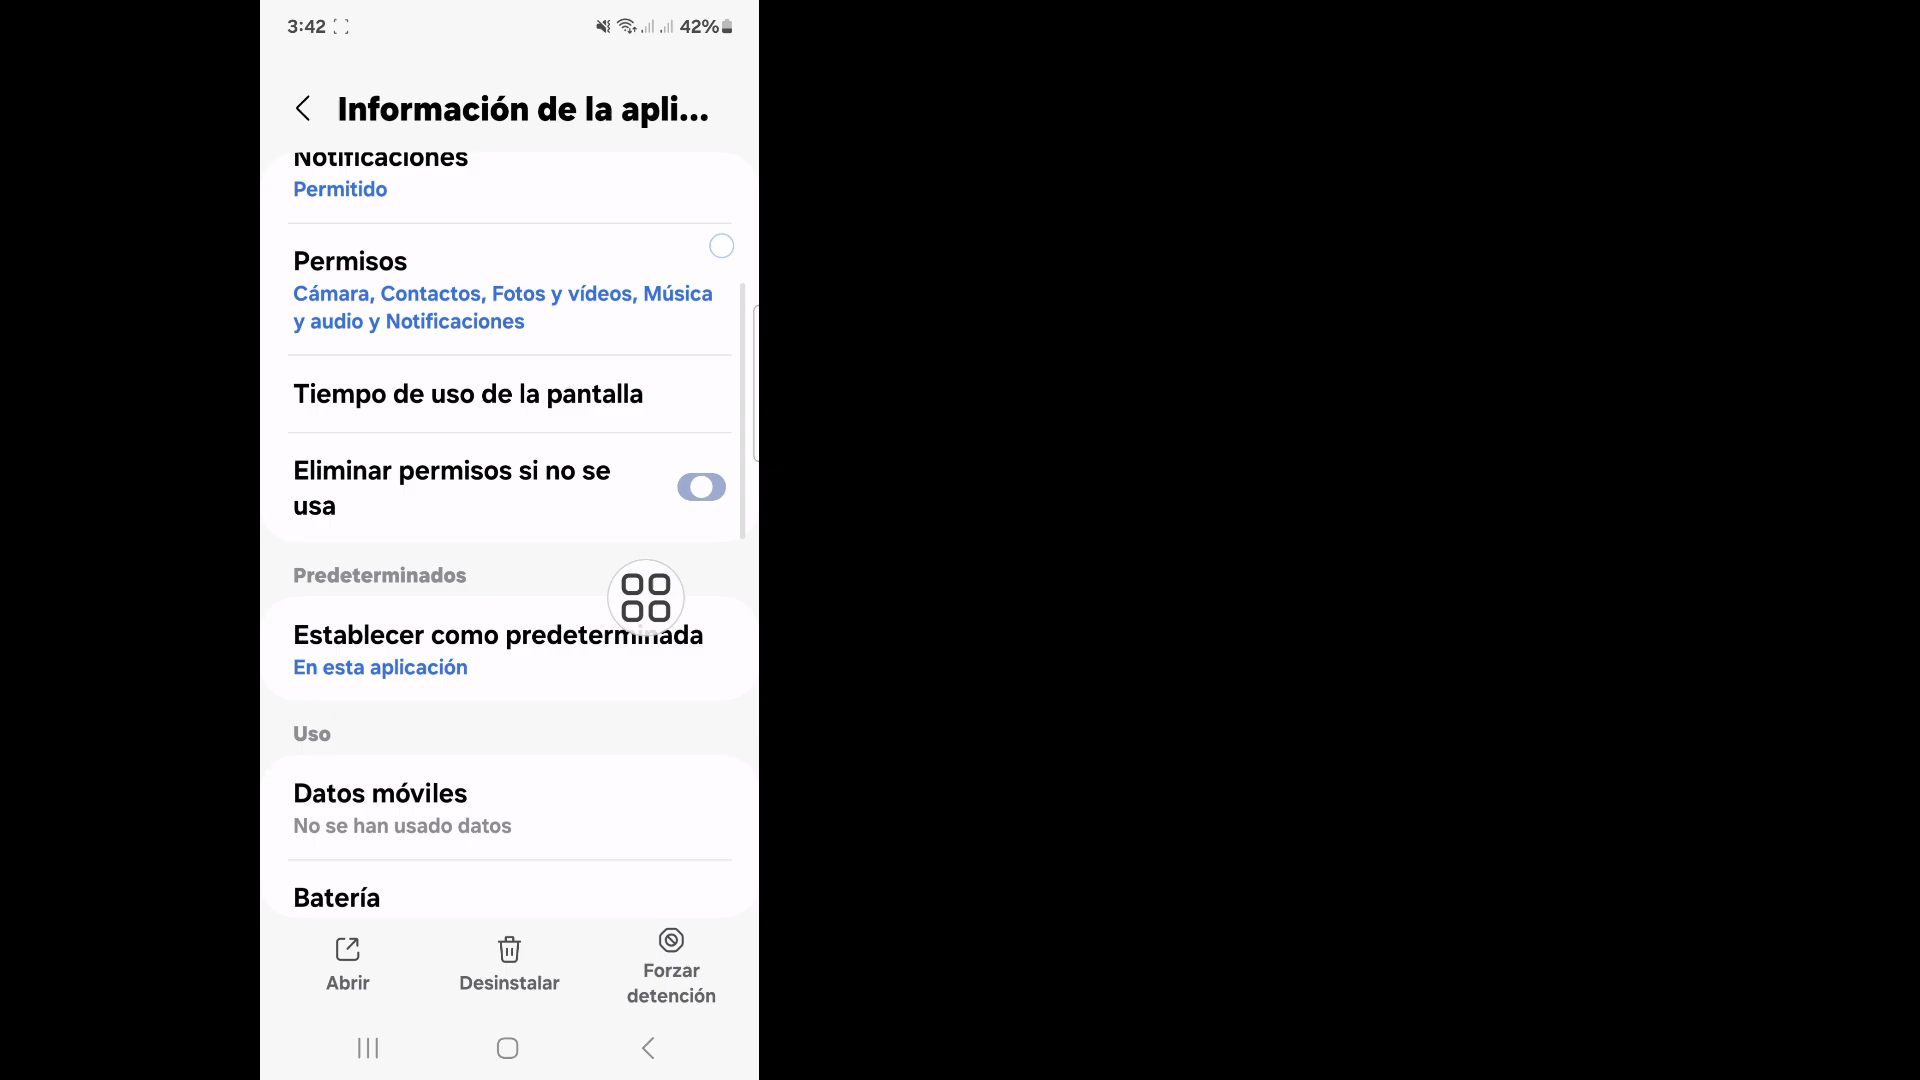 3:42
42%
Información de la apli...
Notificaciones
Permitido
Permisos
Cámara, Contactos, Fotos y vídeos, Música
y audio y Notificaciones
Tiempo de uso de la pantalla
Eliminar permisos si no se
usa
Predeterminados
Establecer como predeterminada
En esta aplicación
Uso
Datos móviles
No se han usado datos
Batería
Abrir
Desinstalar
Forzar
detención